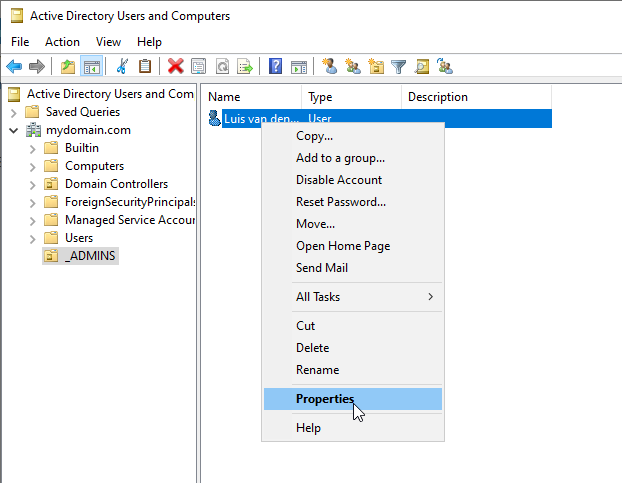 Active Directory Users and Computers
File Action View Help
Active Directory Users and Com
Saved Queries
mydomain.com
Builtin
Computers
Domain Controllers
ForeignSecurityPrincipals
Managed Service Accour
Users
_ADMINS
Name Type Description
Luis van den... User
Copy...
Add to a group...
Disable Account
Reset Password...
Move...
Open Home Page
Send Mail
All Tasks
Cut
Delete
Rename
Properties
Help